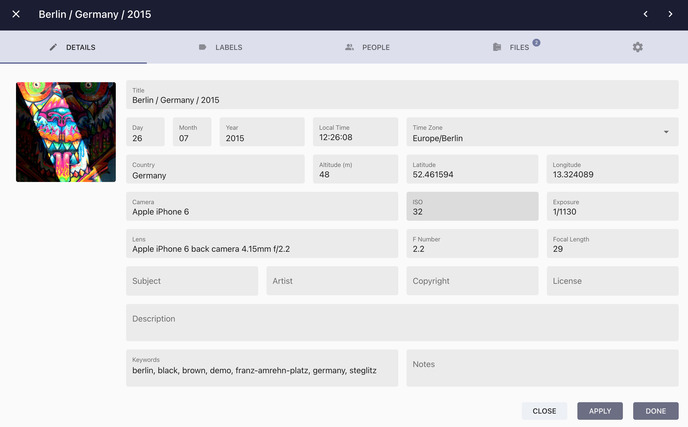 Berlin / Germany / 2015
DETAILS
LABELS
PEOPLE
FILES
2
Title
Berlin / Germany / 2015
Day
26
Month
07
Year
2015
Local Time
12:26:08
Time Zone
Europe/Berlin
Country
Germany
Altitude (m)
48
Latitude
52.461594
Longitude
13.324089
Camera
Apple iPhone 6
ISO
32
Exposure
1/1130
Lens
Apple iPhone 6 back camera 4.15mm f/2.2
F Number
2.2
Focal Length
29
Subject
Artist
Copyright
License
Description
Keywords
berlin, black, brown, demo, franz-amrehn-platz, germany, steglitz
Notes
CLOSE
APPLY
DONE